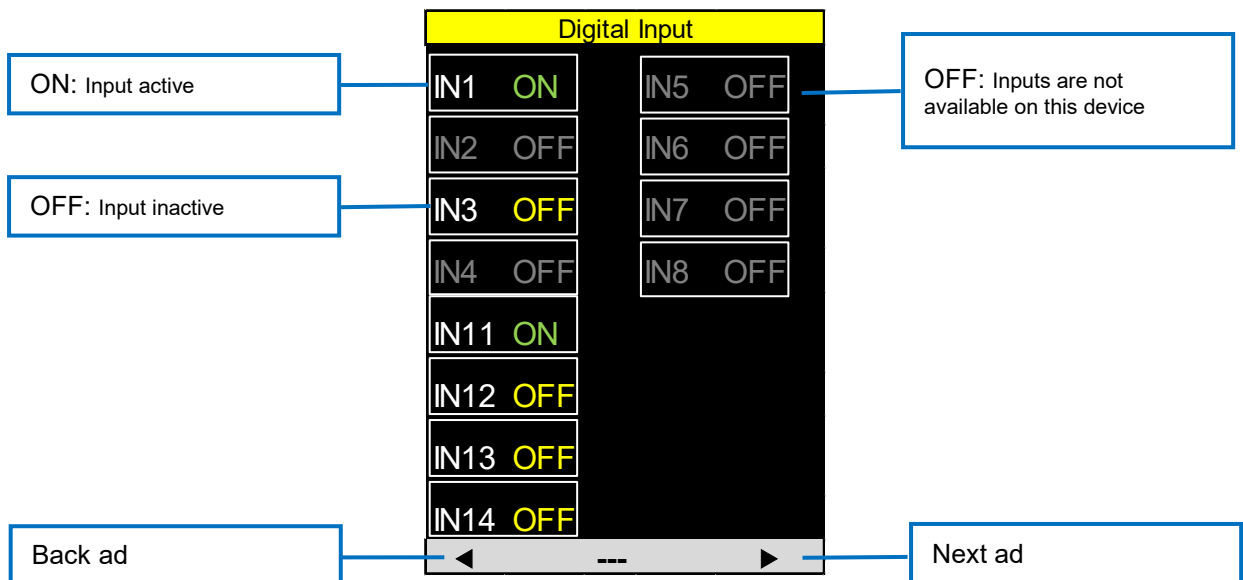 Digital Input
ON: Input active
IN1 ON
IN5 OFF
OFF: Inputs are not
available on this device
IN2 OFF
IN6 OFF
OFF: Input inactive
IN3 OFF
IN7 OFF
IN4 OFF
IN8 OFF
IN11 ON
IN12 OFF
IN13 OFF
IN14 OFF
Back ad
◄ --- ►
Next ad